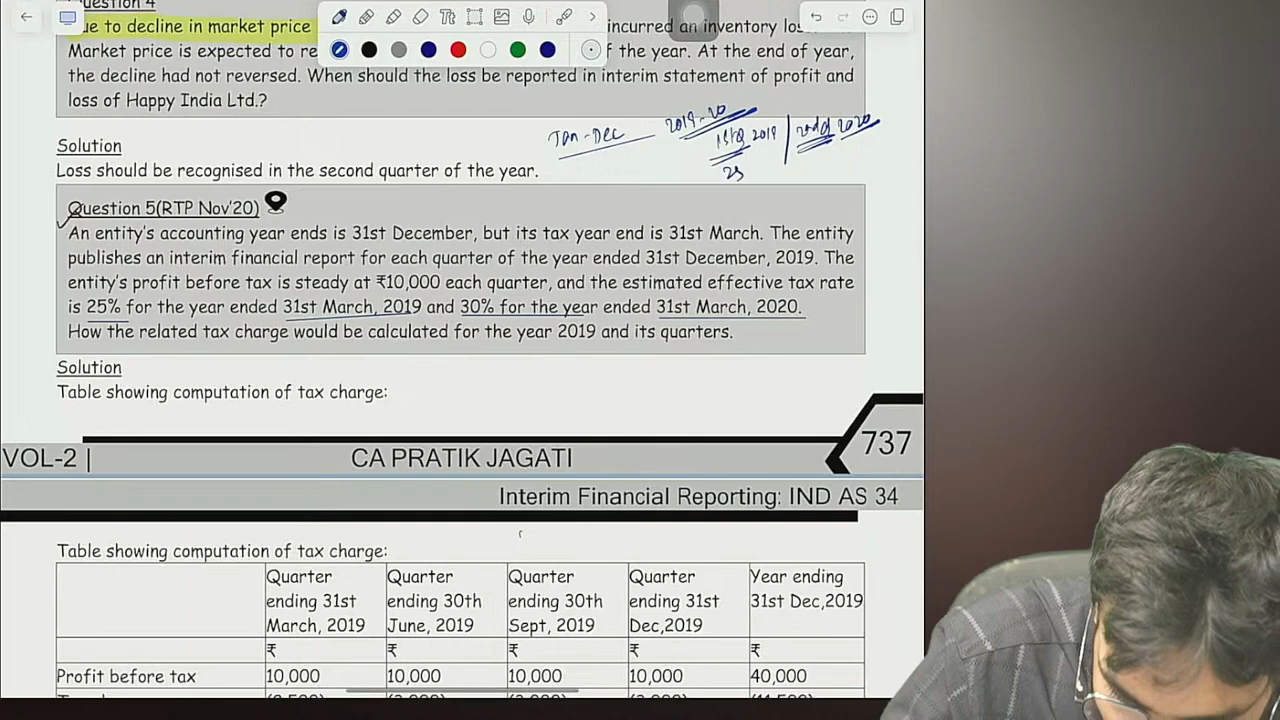 Question 4
ue to decline in market price
incurred an inventory los
Market price is expected to re
f the year. At the end of year,
the decline had not reversed. When should the loss be reported in interim statement of profit and
loss of Happy India Ltd.?
Jan-Dec
2019-20
1stQ 2019
2ndQ 2020
Solution
Loss should be recognised in the second quarter of the year.
Question 5(RTP Nov'20)
An entity's accounting year ends is 31st December, but its tax year end is 31st March. The entity
publishes an interim financial report for each quarter of the year ended 31st December, 2019. The
entity's profit before tax is steady at ₹10,000 each quarter, and the estimated effective tax rate
is 25% for the year ended 31st March, 2019 and 30% for the year ended 31st March, 2020.
How the related tax charge would be calculated for the year 2019 and its quarters.
Solution
Table showing computation of tax charge:
737
VOL-2 |
CA PRATIK JAGATI
Interim Financial Reporting: IND AS 34
Table showing computation of tax charge:
Quarter ending 31st March, 2019
Quarter ending 30th June, 2019
Quarter ending 30th Sept, 2019
Quarter ending 31st Dec,2019
Year ending 31st Dec,2019
₹ ₹ ₹ ₹ ₹
Profit before tax 10,000 10,000 10,000 10,000 40,000